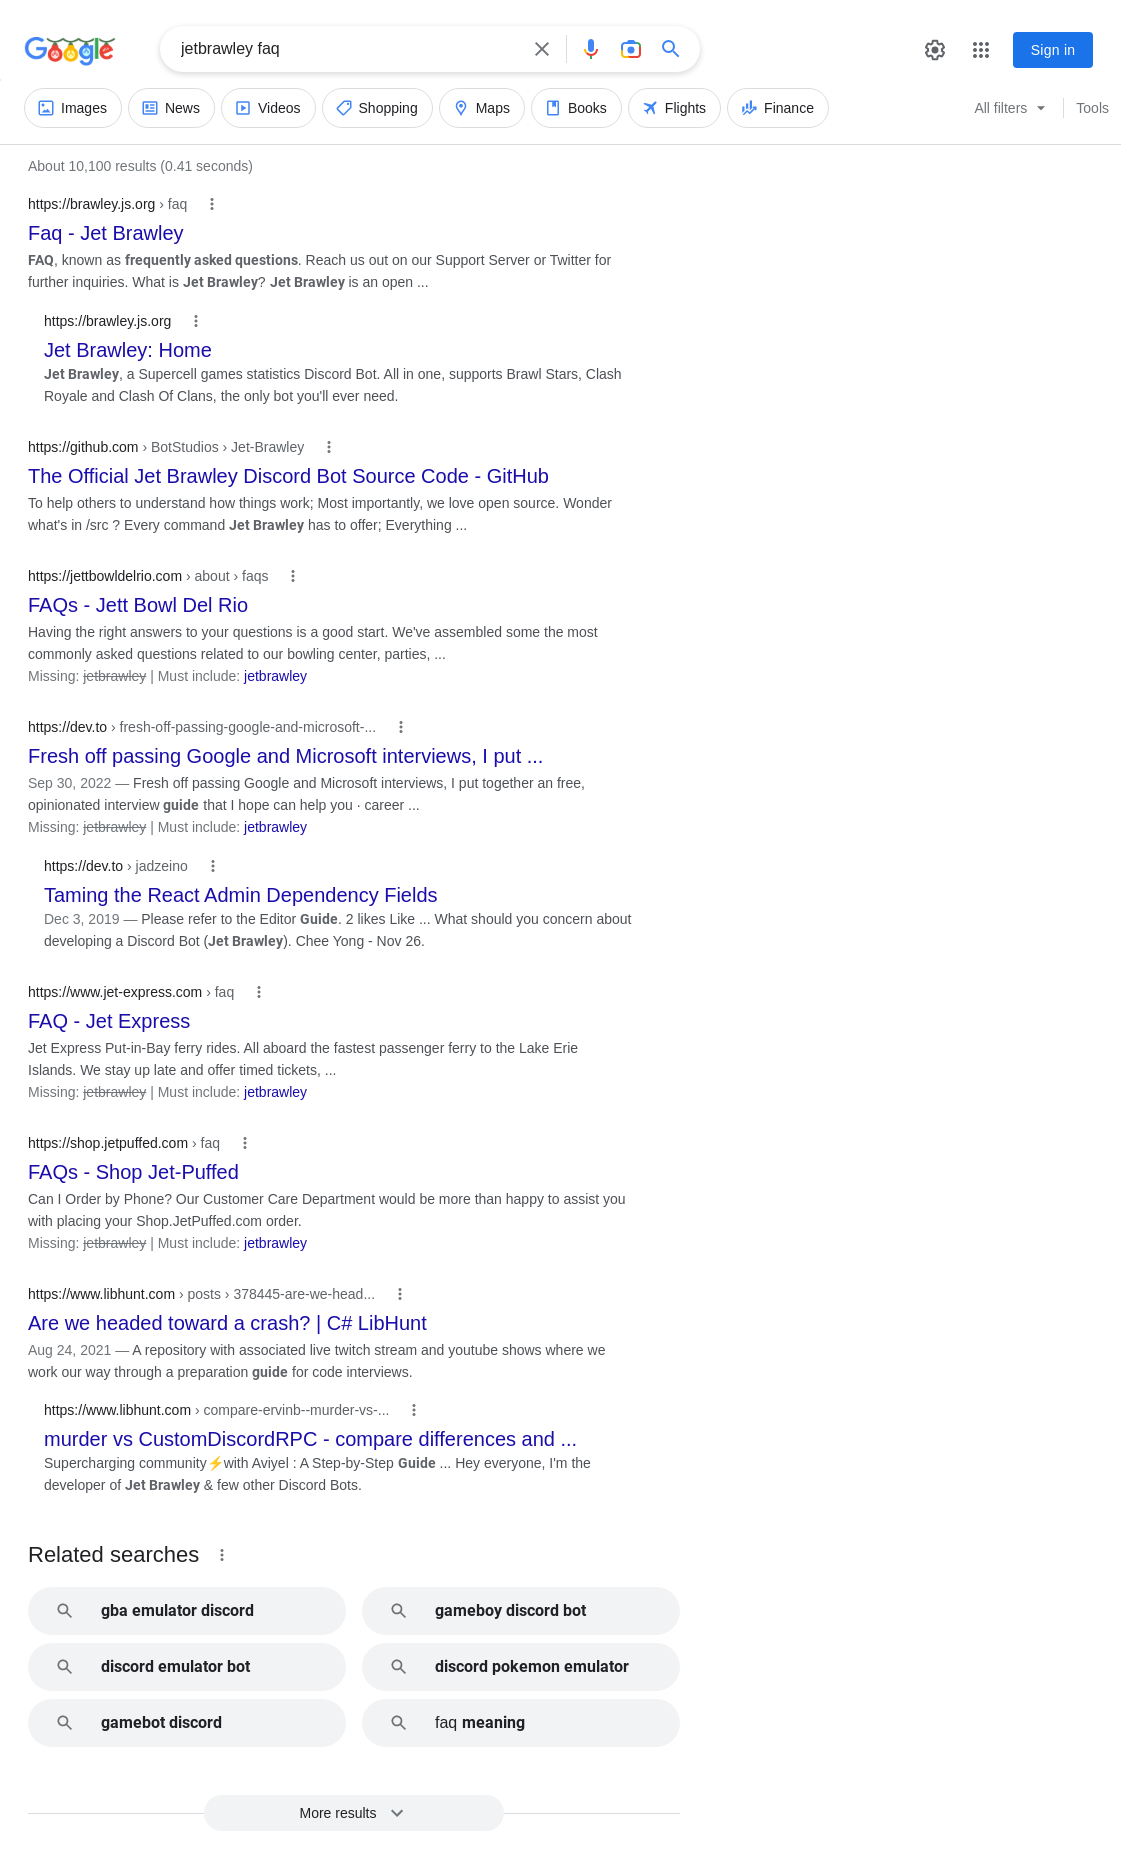 Google
jetbrawley faq
Sign in
Images
News
Videos
Shopping
Maps
Books
Flights
Finance
All filters
Tools
About 10,100 results (0.41 seconds)
https://brawley.js.org › faq
Faq - Jet Brawley
FAQ, known as frequently asked questions. Reach us out on our Support Server or Twitter for
further inquiries. What is Jet Brawley? Jet Brawley is an open ...
https://brawley.js.org
Jet Brawley: Home
Jet Brawley, a Supercell games statistics Discord Bot. All in one, supports Brawl Stars, Clash
Royale and Clash Of Clans, the only bot you'll ever need.
https://github.com › BotStudios › Jet-Brawley
The Official Jet Brawley Discord Bot Source Code - GitHub
To help others to understand how things work; Most importantly, we love open source. Wonder
what's in /src ? Every command Jet Brawley has to offer; Everything ...
https://jettbowldelrio.com › about › faqs
FAQs - Jett Bowl Del Rio
Having the right answers to your questions is a good start. We've assembled some the most
commonly asked questions related to our bowling center, parties, ...
Missing: jetbrawley | Must include: jetbrawley
https://dev.to › fresh-off-passing-google-and-microsoft-...
Fresh off passing Google and Microsoft interviews, I put ...
Sep 30, 2022 — Fresh off passing Google and Microsoft interviews, I put together an free,
opinionated interview guide that I hope can help you · career ...
Missing: jetbrawley | Must include: jetbrawley
https://dev.to › jadzeino
Taming the React Admin Dependency Fields
Dec 3, 2019 — Please refer to the Editor Guide. 2 likes Like ... What should you concern about
developing a Discord Bot (Jet Brawley). Chee Yong - Nov 26.
https://www.jet-express.com › faq
FAQ - Jet Express
Jet Express Put-in-Bay ferry rides. All aboard the fastest passenger ferry to the Lake Erie
Islands. We stay up late and offer timed tickets, ...
Missing: jetbrawley | Must include: jetbrawley
https://shop.jetpuffed.com › faq
FAQs - Shop Jet-Puffed
Can I Order by Phone? Our Customer Care Department would be more than happy to assist you
with placing your Shop.JetPuffed.com order.
Missing: jetbrawley | Must include: jetbrawley
https://www.libhunt.com › posts › 378445-are-we-head...
Are we headed toward a crash? | C# LibHunt
Aug 24, 2021 — A repository with associated live twitch stream and youtube shows where we
work our way through a preparation guide for code interviews.
https://www.libhunt.com › compare-ervinb--murder-vs-...
murder vs CustomDiscordRPC - compare differences and ...
Supercharging community⚡with Aviyel : A Step-by-Step Guide ... Hey everyone, I'm the
developer of Jet Brawley & few other Discord Bots.
Related searches
gba emulator discord
gameboy discord bot
discord emulator bot
discord pokemon emulator
gamebot discord
faq meaning
More results